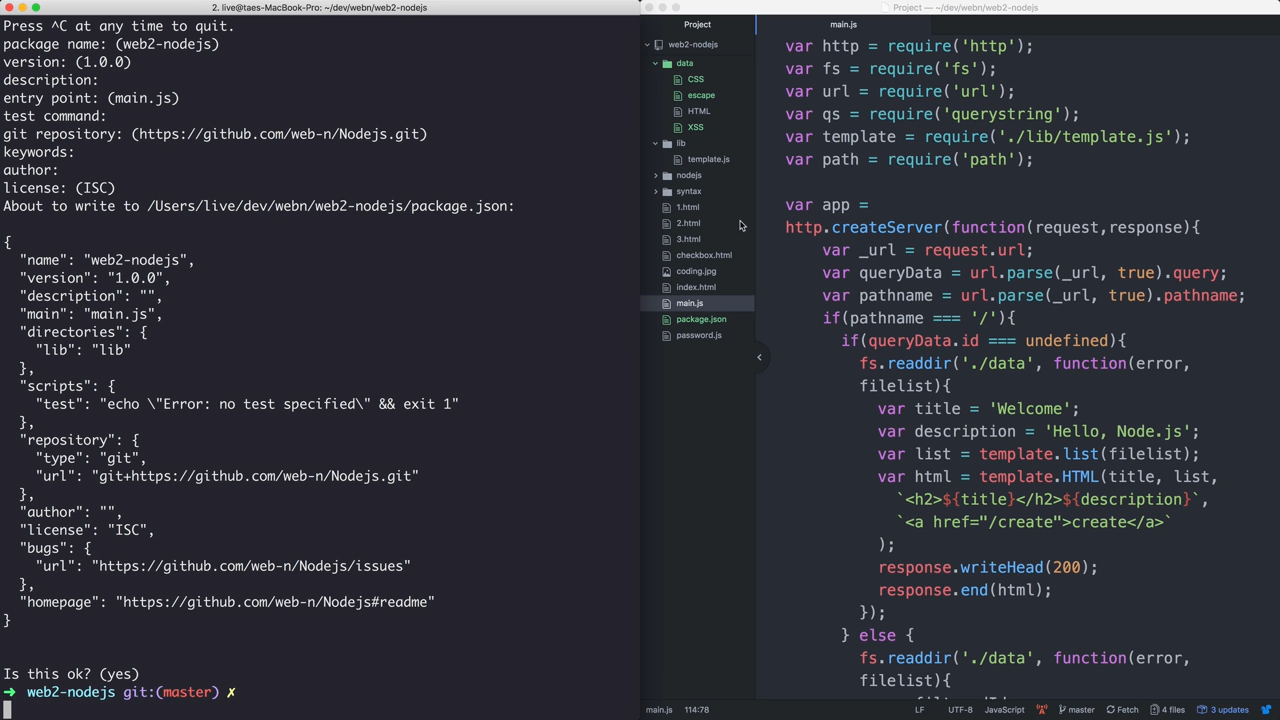 2. live@taes-MacBook-Pro: ~/dev/webn/web2-nodejs
Press ^C at any time to quit.
package name: (web2-nodejs)
version: (1.0.0)
description:
entry point: (main.js)
test command:
git repository: (https://github.com/web-n/Nodejs.git)
keywords:
author:
license: (ISC)
About to write to /Users/live/dev/webn/web2-nodejs/package.json:
{
  "name": "web2-nodejs",
  "version": "1.0.0",
  "description": "",
  "main": "main.js",
  "directories": {
    "lib": "lib"
  },
  "scripts": {
    "test": "echo \"Error: no test specified\" && exit 1"
  },
  "repository": {
    "type": "git",
    "url": "git+https://github.com/web-n/Nodejs.git"
  },
  "author": "",
  "license": "ISC",
  "bugs": {
    "url": "https://github.com/web-n/Nodejs/issues"
  },
  "homepage": "https://github.com/web-n/Nodejs#readme"
}
Is this ok? (yes)
➜  web2-nodejs git:(master) ✗
Project — ~/dev/webn/web2-nodejs
Project
web2-nodejs
data
CSS
escape
HTML
XSS
lib
template.js
nodejs
syntax
1.html
2.html
3.html
checkbox.html
coding.jpg
index.html
main.js
package.json
password.js
main.js
var http = require('http');
var fs = require('fs');
var url = require('url');
var qs = require('querystring');
var template = require('./lib/template.js');
var path = require('path');
var app =
http.createServer(function(request,response){
    var _url = request.url;
    var queryData = url.parse(_url, true).query;
    var pathname = url.parse(_url, true).pathname;
    if(pathname === '/'){
      if(queryData.id === undefined){
        fs.readdir('./data', function(error,
        filelist){
          var title = 'Welcome';
          var description = 'Hello, Node.js';
          var list = template.list(filelist);
          var html = template.HTML(title, list,
            `<h2>${title}</h2>${description}`,
            `<a href="/create">create</a>`
          );
          response.writeHead(200);
          response.end(html);
        });
      } else {
        fs.readdir('./data', function(error,
        filelist){
main.js 114:78
LF UTF-8 JavaScript master Fetch 4 files 3 updates